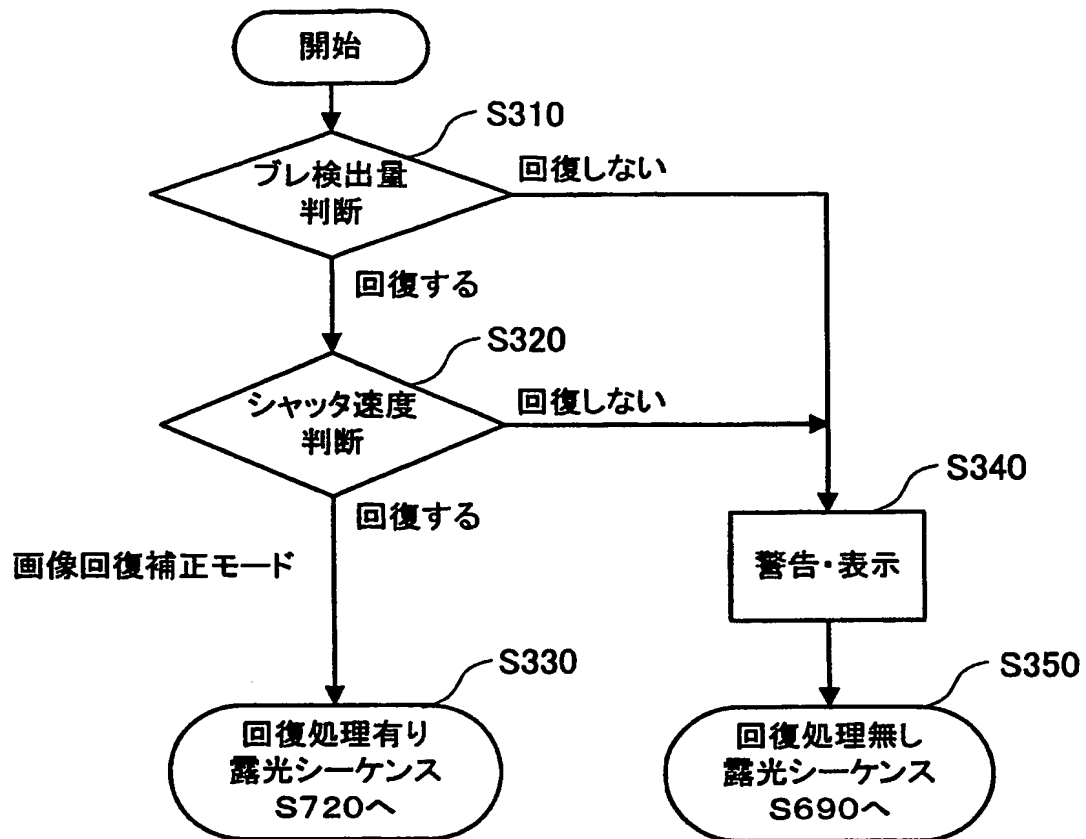 開始
S310
ブレ検出量
判断
回復しない
回復する
S320
シャッタ速度
判断
回復しない
回復する
画像回復補正モード
S340
警告・表示
S330
回復処理有り
露光シーケンス
S720へ
S350
回復処理無し
露光シーケンス
S690へ